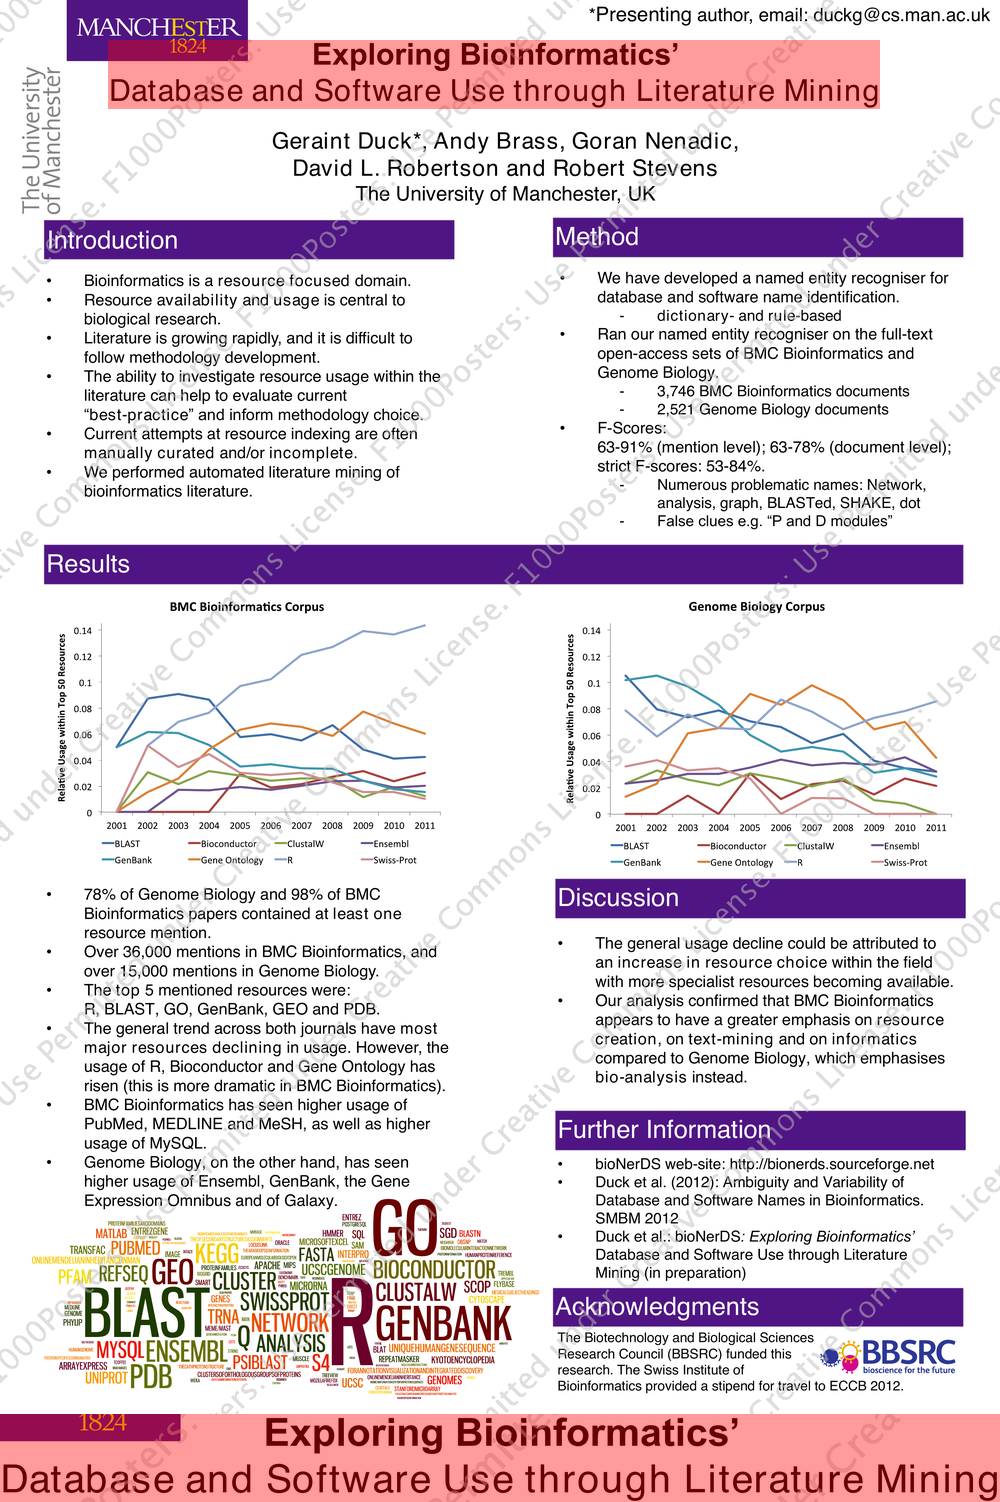 *Presenting author, email: duckg@cs.man.ac.uk
MANCHESTER
1824
The University
of Manchester
Exploring Bioinformatics’
Database and Software Use through Literature Mining
Geraint Duck*, Andy Brass, Goran Nenadic,
David L. Robertson and Robert Stevens
The University of Manchester, UK
Introduction
• Bioinformatics is a resource focused domain.
• Resource availability and usage is central to
biological research.
• Literature is growing rapidly, and it is difficult to
follow methodology development.
• The ability to investigate resource usage within the
literature can help to evaluate current
“best-practice” and inform methodology choice.
• Current attempts at resource indexing are often
manually curated and/or incomplete.
• We performed automated literature mining of
bioinformatics literature.
Method
• We have developed a named entity recogniser for
database and software name identification.
- dictionary- and rule-based
• Ran our named entity recogniser on the full-text
open-access sets of BMC Bioinformatics and
Genome Biology.
- 3,746 BMC Bioinformatics documents
- 2,521 Genome Biology documents
• F-Scores:
63-91% (mention level); 63-78% (document level);
strict F-scores: 53-84%.
- Numerous problematic names: Network,
analysis, graph, BLASTed, SHAKE, dot
- False clues e.g. “P and D modules”
Results
BMC Bioinformatics Corpus
Relative Usage within Top 50 Resources
0.14
0.12
0.1
0.08
0.06
0.04
0.02
0
2001 2002 2003 2004 2005 2006 2007 2008 2009 2010 2011
BLAST Bioconductor ClustalW Ensembl
GenBank Gene Ontology R Swiss-Prot
Genome Biology Corpus
Relative Usage within Top 50 Resources
0.14
0.12
0.1
0.08
0.06
0.04
0.02
0
2001 2002 2003 2004 2005 2006 2007 2008 2009 2010 2011
BLAST Bioconductor ClustalW Ensembl
GenBank Gene Ontology R Swiss-Prot
• 78% of Genome Biology and 98% of BMC
Bioinformatics papers contained at least one
resource mention.
• Over 36,000 mentions in BMC Bioinformatics, and
over 15,000 mentions in Genome Biology.
• The top 5 mentioned resources were:
R, BLAST, GO, GenBank, GEO and PDB.
• The general trend across both journals have most
major resources declining in usage. However, the
usage of R, Bioconductor and Gene Ontology has
risen (this is more dramatic in BMC Bioinformatics).
• BMC Bioinformatics has seen higher usage of
PubMed, MEDLINE and MeSH, as well as higher
usage of MySQL.
• Genome Biology, on the other hand, has seen
higher usage of Ensembl, GenBank, the Gene
Expression Omnibus and of Galaxy.
GO
MATLAB ENTREZGENE
HMMER SQL
SGD BLASTN
TRANSFAC PUBMED
KEGG
MICROSOFTEXCEL SAM
FASTA INTERPRO
PFAM REFSEQ GEO
APACHE MIPS
UCSCGENOME BIOCONDUCTOR
SMART CLUSTER
MICRORNA
CLUSTALW SCOP FLYBASE
CYTOSCAPE
BLAST
GENES SWISSPROT
R
GENBANK
TRNA NETWORK
MYSQL ENSEMBL
Q ANALYSIS
UNIQUEHUMANGENESEQUENCE
ARRAYEXPRESS
PSIBLAST S4
REPEATMASKER KYOTOENCYCLOPEDIA
UNIPROT PDB
CLUSTERSOFORTHOLOGOUSGROUPSOFPROTEINS
UCSC GENOMES
Discussion
• The general usage decline could be attributed to
an increase in resource choice within the field
with more specialist resources becoming available.
• Our analysis confirmed that BMC Bioinformatics
appears to have a greater emphasis on resource
creation, on text-mining and on informatics
compared to Genome Biology, which emphasises
bio-analysis instead.
Further Information
• bioNerDS web-site: http://bionerds.sourceforge.net
• Duck et al. (2012): Ambiguity and Variability of
Database and Software Names in Bioinformatics.
SMBM 2012
• Duck et al.: bioNerDS: Exploring Bioinformatics’
Database and Software Use through Literature
Mining (in preparation)
Acknowledgments
The Biotechnology and Biological Sciences
Research Council (BBSRC) funded this
research. The Swiss Institute of
Bioinformatics provided a stipend for travel to ECCB 2012.
BBSRC
bioscience for the future
1824
Exploring Bioinformatics’
Database and Software Use through Literature Mining
F1000Posters: Use Permitted under Creative Commons License.